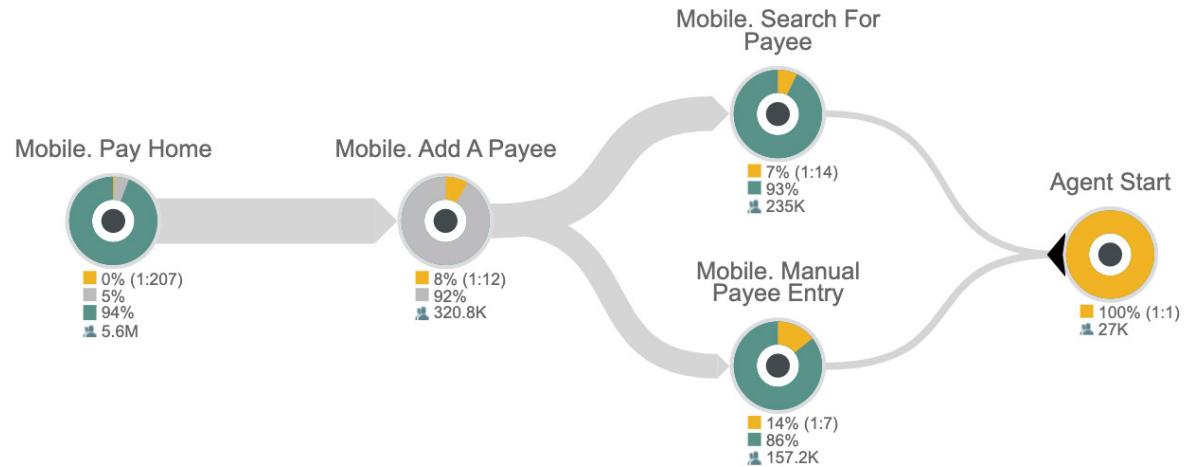 Mobile. Pay Home
0% (1:207)
5%
94%
5.6M
Mobile. Add A Payee
8% (1:12)
92%
320.8K
Mobile. Search For
Payee
7% (1:14)
93%
235K
Mobile. Manual
Payee Entry
14% (1:7)
86%
157.2K
Agent Start
100% (1:1)
27K